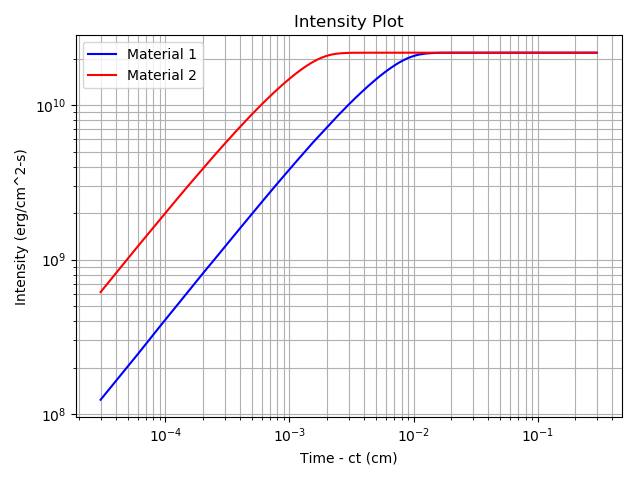 Intensity Plot
Material 1
Material 2
Intensity (erg/cm^2-s)
10^10
10^9
10^8
10^-4
10^-3
10^-2
10^-1
Time - ct (cm)